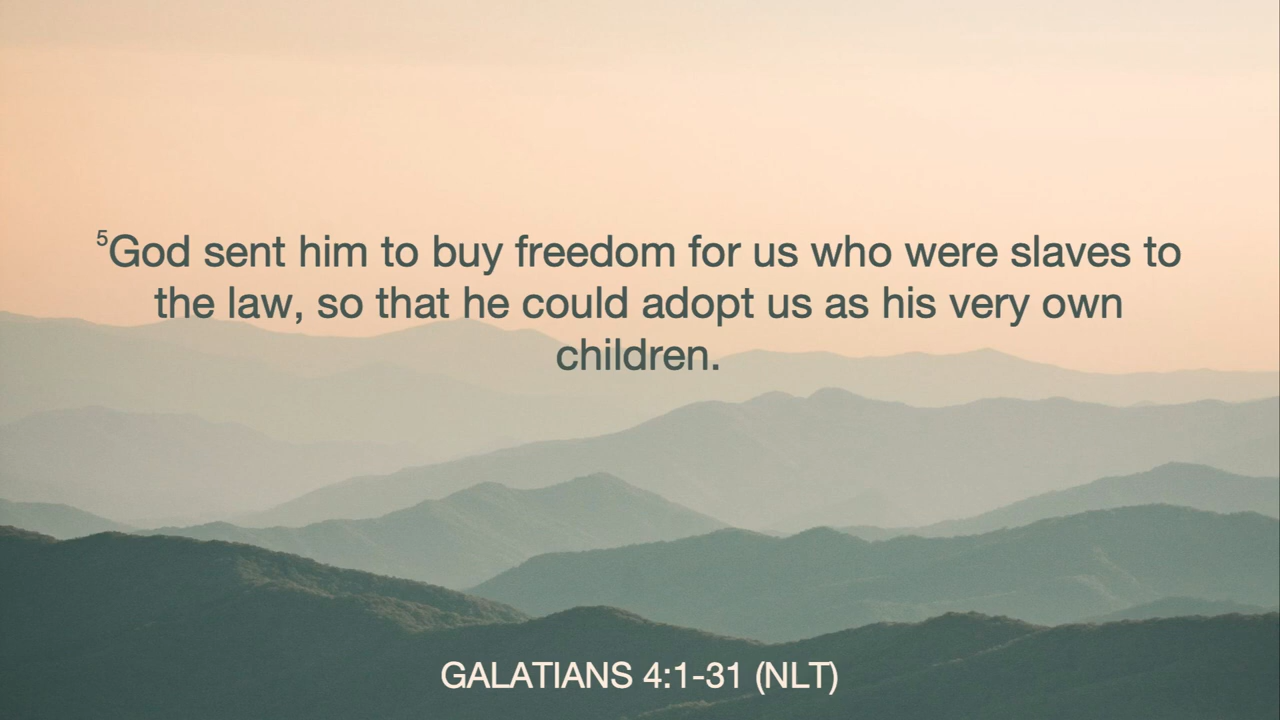 ⁵God sent him to buy freedom for us who were slaves to
the law, so that he could adopt us as his very own
children.
GALATIANS 4:1-31 (NLT)